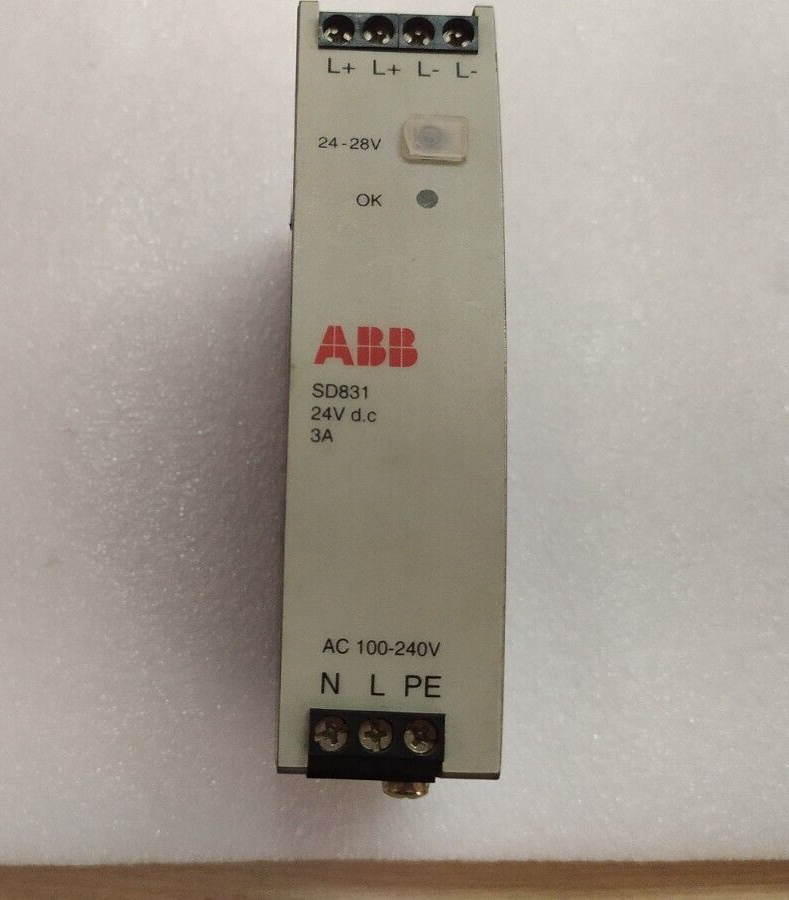 L+ L+ L- L-
24-28V
OK
ABB
SD831
24V d.c
3A
AC 100-240V
N L PE